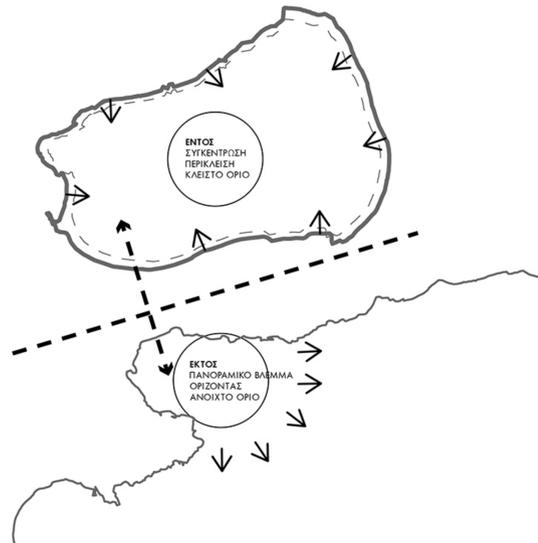 ΕΝΤΟΣ
ΣΥΓΚΕΝΤΡΩΣΗ
ΠΕΡΙΚΛΕΙΣΗ
ΚΛΕΙΣΤΟ ΟΡΙΟ
ΕΚΤΟΣ
ΠΑΝΟΡΑΜΙΚΟ ΒΛΕΜΜΑ
ΟΡΙΖΟΝΤΑΣ
ΑΝΟΙΧΤΟ ΟΡΙΟ